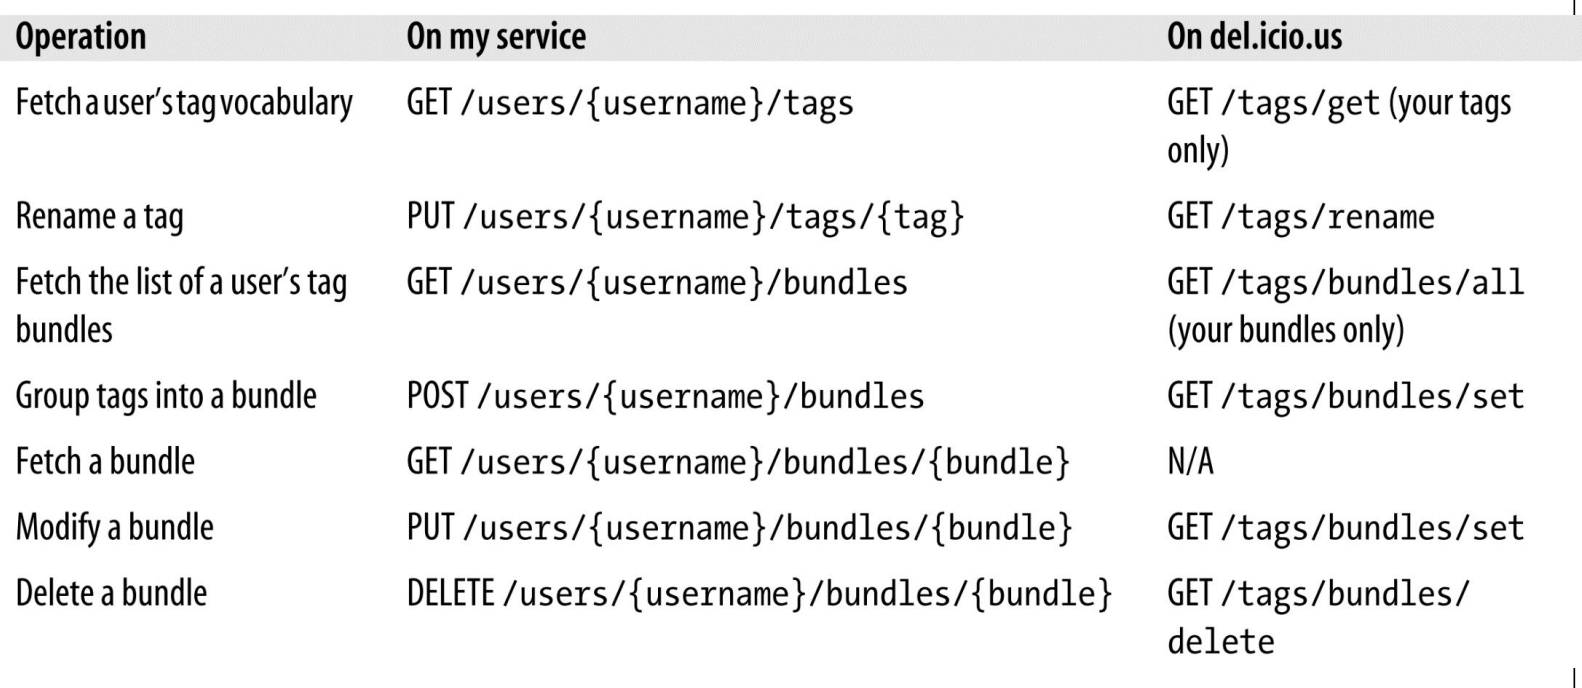 Operation On my service On del.icio.us
Fetch a user's tag vocabulary GET /users/{username}/tags GET /tags/get (your tags
only)
Rename a tag PUT /users/{username}/tags/{tag} GET /tags/rename
Fetch the list of a user's tag GET /users/{username}/bundles GET /tags/bundles/all
bundles (your bundles only)
Group tags into a bundle POST /users/{username}/bundles GET /tags/bundles/set
Fetch a bundle GET /users/{username}/bundles/{bundle} N/A
Modify a bundle PUT /users/{username}/bundles/{bundle} GET /tags/bundles/set
Delete a bundle DELETE /users/{username}/bundles/{bundle} GET /tags/bundles/
delete